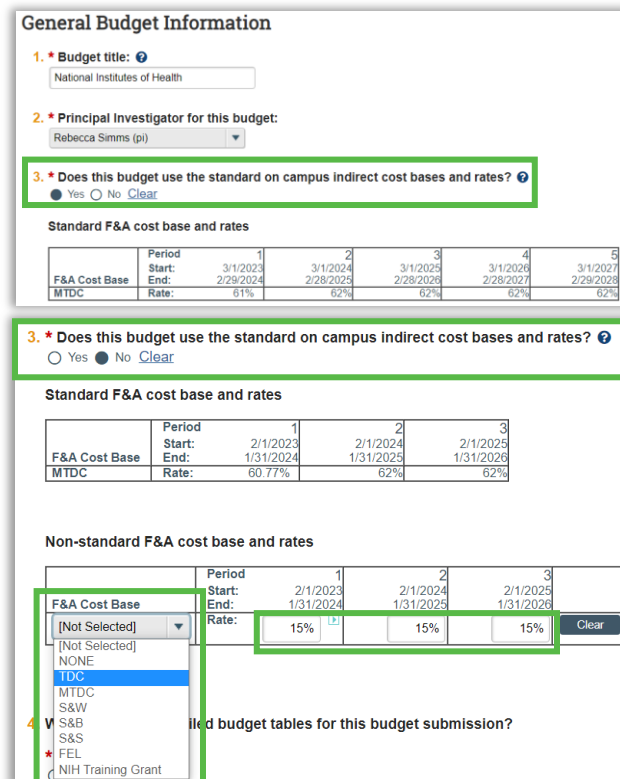 General Budget Information
1. * Budget title: ?
National Institutes of Health
2. * Principal Investigator for this budget:
Rebecca Simms (pi)
3. * Does this budget use the standard on campus indirect cost bases and rates? ?
Yes No Clear
Standard F&A cost base and rates
Period 1 2 3 4 5
Start: 3/1/2023 3/1/2024 3/1/2025 3/1/2026 3/1/2027
F&A Cost Base End: 2/29/2024 2/28/2025 2/28/2026 2/28/2027 2/29/2028
MTDC Rate: 61% 62% 62% 62% 62%
3. * Does this budget use the standard on campus indirect cost bases and rates? ?
Yes No Clear
Standard F&A cost base and rates
Period 1 2 3
Start: 2/1/2023 2/1/2024 2/1/2025
F&A Cost Base End: 1/31/2024 1/31/2025 1/31/2026
MTDC Rate: 60.77% 62% 62%
Non-standard F&A cost base and rates
Period 1 2 3
Start: 2/1/2023 2/1/2024 2/1/2025
F&A Cost Base End: 1/31/2024 1/31/2025 1/31/2026
[Not Selected] Rate: 15% 15% 15% Clear
[Not Selected]
NONE
TDC
MTDC
S&W
S&B
4. budget tables for this budget submission?
S&S
* FEL
NIH Training Grant